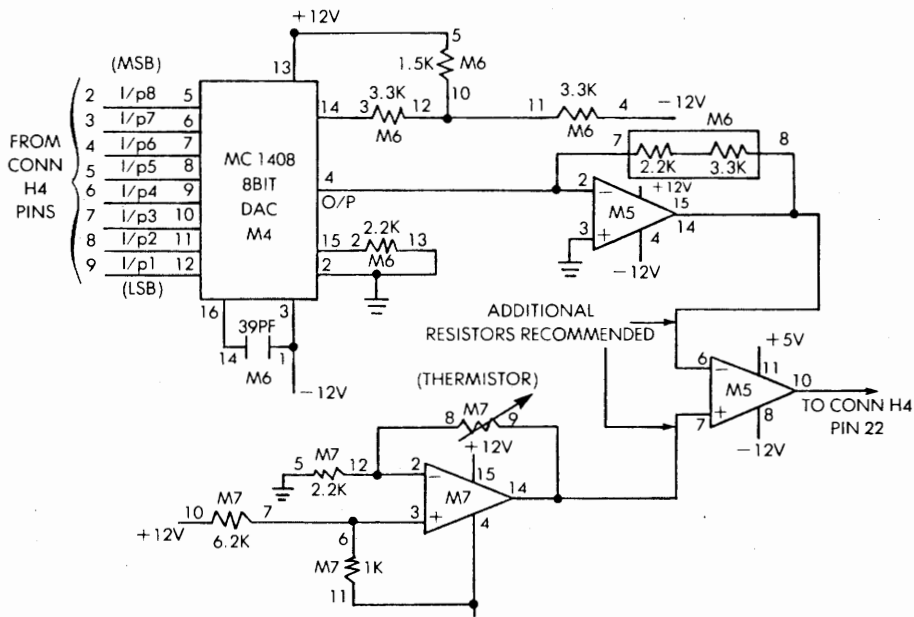 +12V
5
(MSB)
13
1.5K
M6
10
2
I/p8
5
3
I/p7
6
4
I/p6
7
5
I/p5
8
6
I/p4
9
7
I/p3
10
8
I/p2
11
9
I/p1
12
(LSB)
FROM
CONN
H4
PINS
MC 1408
8BIT
DAC
M4
14
3.3K
3
12
M6
3.3K
11
4
M6
-12V
M6
7
8
2.2K
3.3K
4
O/P
2
+12V
15
M5
14
3
4
-12V
15
2.2K
2
13
M6
2
16
3
39PF
14
1
M6
-12V
ADDITIONAL
RESISTORS RECOMMENDED
+5V
6
11
10
M5
7
8
-12V
TO CONN H4
PIN 22
(THERMISTOR)
8
M7
9
+12V
5
M7
12
2.2K
2
15
M7
14
3
4
10
M7
7
+12V
6.2K
6
M7
1K
11